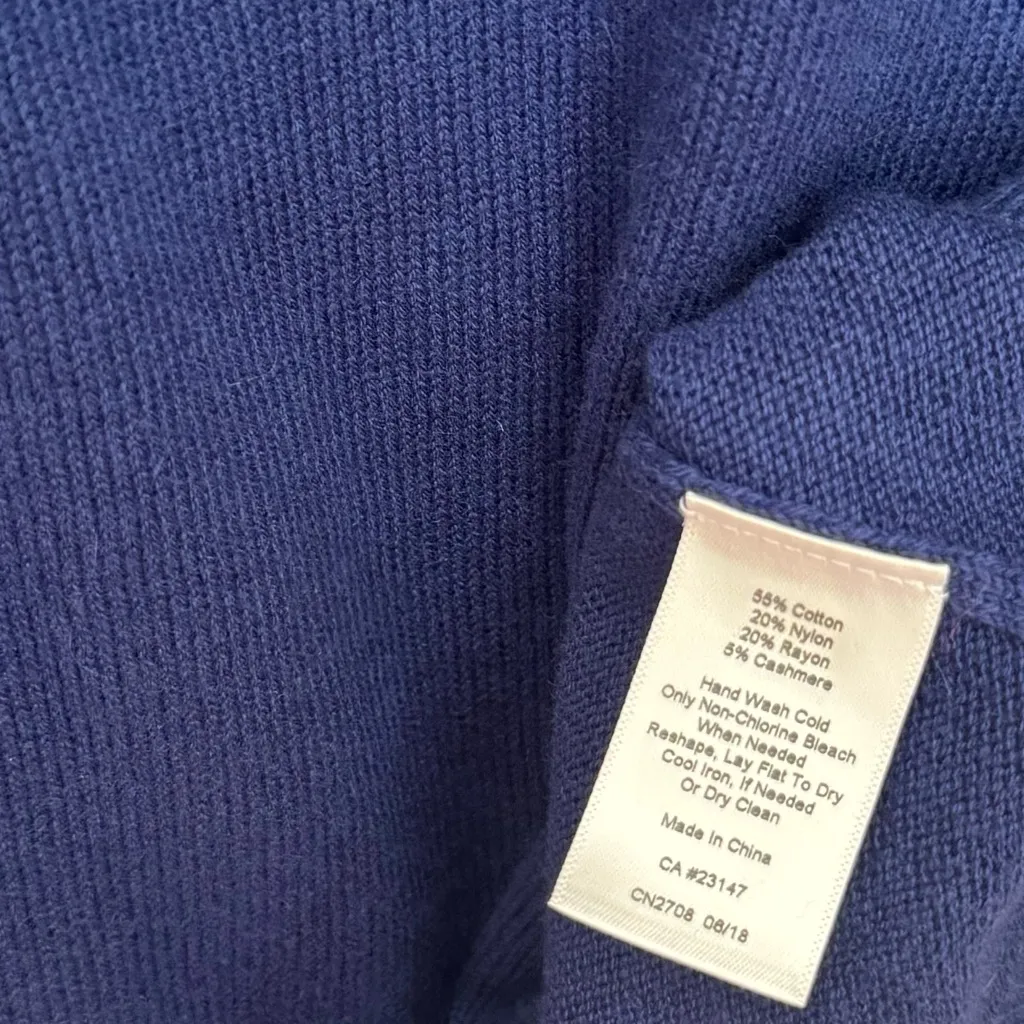 55% Cotton
20% Nylon
20% Rayon
5% Cashmere
Hand Wash Cold
Only Non-Chlorine Bleach
When Needed
Reshape, Lay Flat To Dry
Cool Iron, If Needed
Or Dry Clean
Made In China
CA #23147
CN2708 06/18